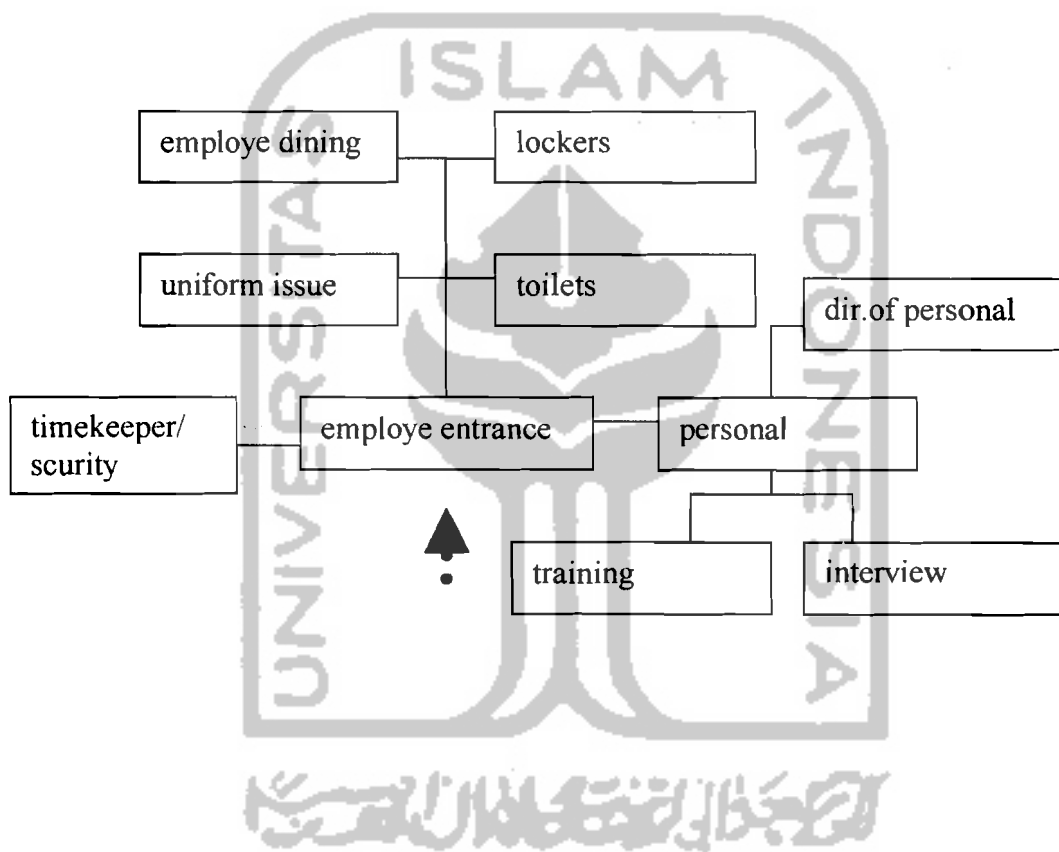 ISLAM
UNIVERSITAS
INDONESIA
employe dining
lockers
uniform issue
toilets
dir.of personal
timekeeper/
scurity
employe entrance
personal
training
interview